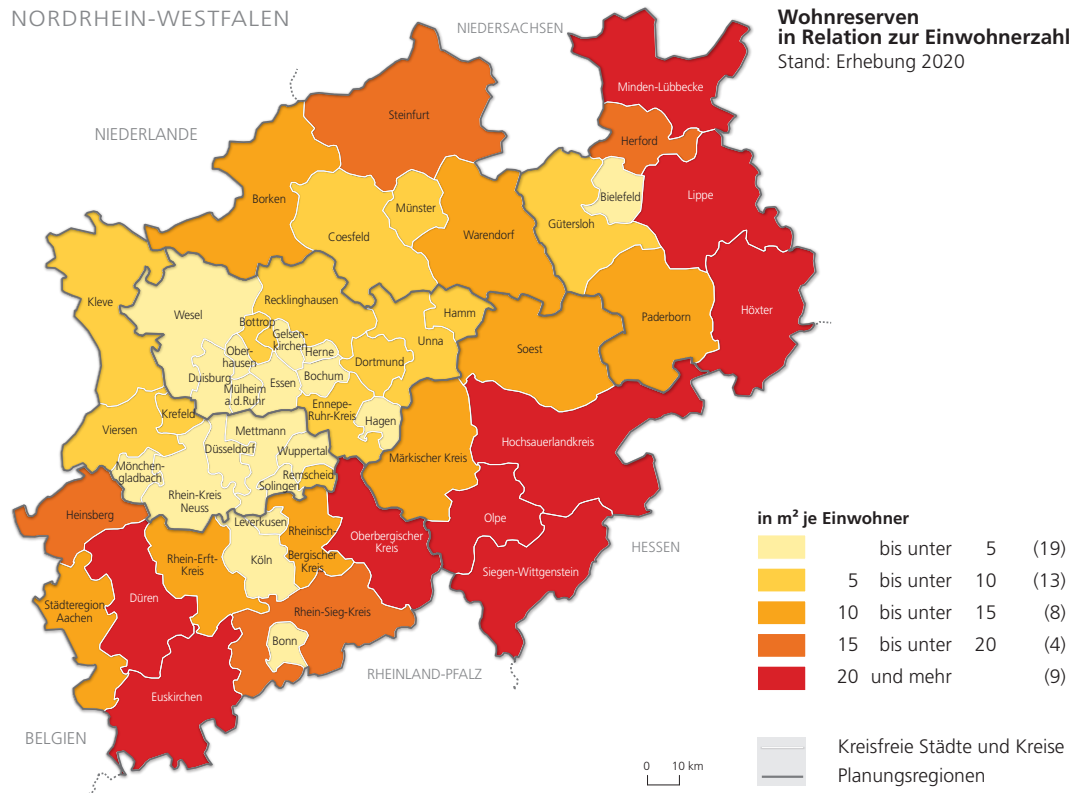 NORDRHEIN-WESTFALEN
NIEDERSACHSEN
Wohnreserven
in Relation zur Einwohnerzahl
Stand: Erhebung 2020
Minden-Lübbecke
Steinfurt
NIEDERLANDE
Herford
Borken
Münster
Bielefeld
Lippe
Coesfeld
Warendorf
Gütersloh
Kleve
Recklinghausen
Wesel
Hamm
Paderborn
Höxter
Bottrop
Gelsen-
kirchen
Unna
Soest
Ober-
hausen
Herne
Dortmund
Duisburg
Essen
Bochum
Mülheim
a.d.Ruhr
Ennepe-
Ruhr-Kreis
Krefeld
Hagen
Viersen
Mettmann
Hochsauerlandkreis
Düsseldorf
Wuppertal
Märkischer Kreis
Mönchen-
gladbach
Remscheid
Solingen
Rhein-Kreis
Neuss
Heinsberg
Leverkusen
Rheinisch-
Bergischer
Kreis
Oberbergischer
Kreis
Olpe
in m² je Einwohner
Rhein-Erft-
Kreis
Köln
HESSEN
bis unter 5 (19)
Siegen-Wittgenstein
5 bis unter 10 (13)
Düren
Städteregion
Aachen
Rhein-Sieg-Kreis
10 bis unter 15 (8)
Bonn
15 bis unter 20 (4)
RHEINLAND-PFALZ
20 und mehr (9)
Euskirchen
BELGIEN
Kreisfreie Städte und Kreise
0 10 km
Planungsregionen